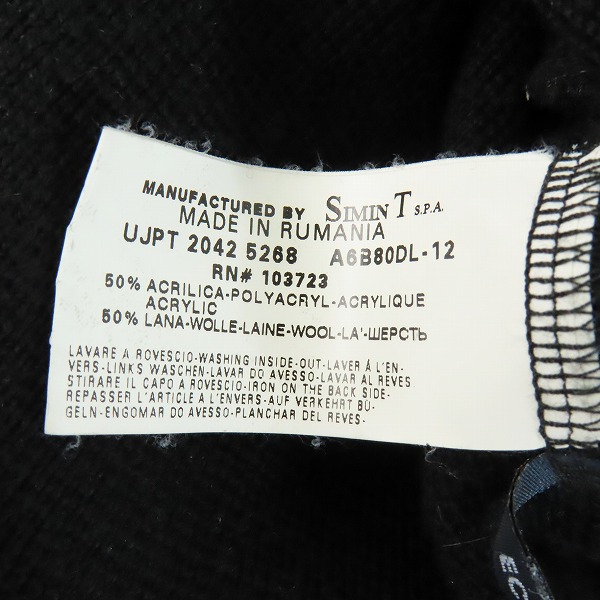 MANUFACTURED BY SIMINT S.P.A.
MADE IN RUMANIA
UJPT 2042 5268 A6B80DL-12
RN# 103723
50% ACRILICA-POLYACRYL-ACRYLIQUE
ACRYLIC
50% LANA-WOLLE-LAINE-WOOL-LA'-ШЕРСТЬ
LAVARE A ROVESCIO-WASHING INSIDE-OUT-LAVER À L'EN-
VERS-LINKS WASCHEN-LAVAR DO AVESSO-LAVAR AL REVES
STIRARE IL CAPO A ROVESCIO-IRON ON THE BACK SIDE-
REPASSER L'ARTICLE A L'ENVERS-AUF VERKEHRT BÜ-
GELN-ENGOMAR DO AVESSO-PLANCHAR DEL REVES-